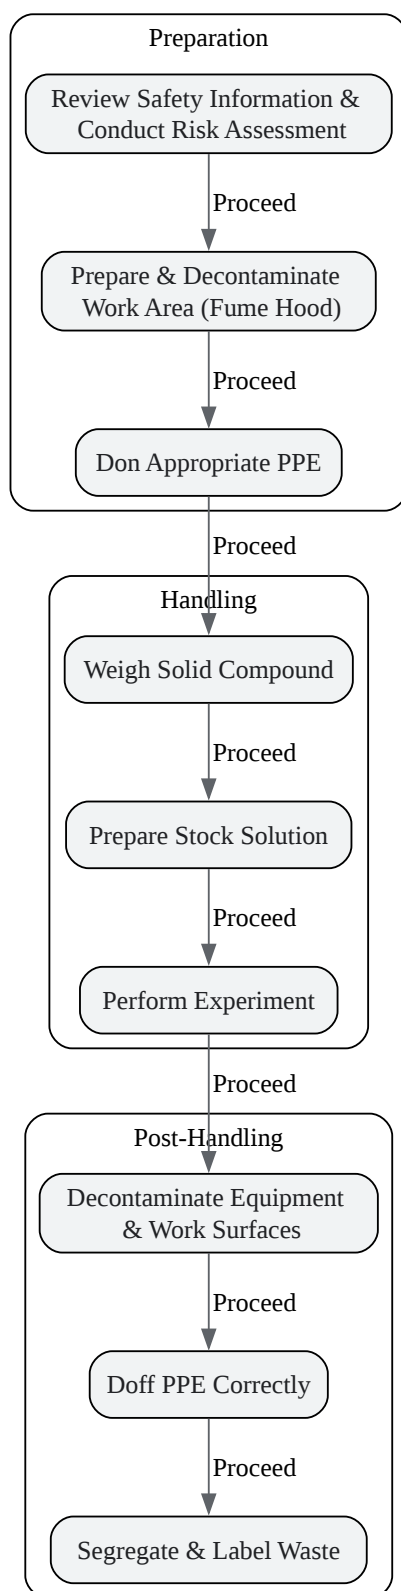 Preparation
Review Safety Information &
Conduct Risk Assessment
Proceed
Prepare & Decontaminate
Work Area (Fume Hood)
Proceed
Don Appropriate PPE
Proceed
Handling
Weigh Solid Compound
Proceed
Prepare Stock Solution
Proceed
Perform Experiment
Proceed
Post-Handling
Decontaminate Equipment
& Work Surfaces
Proceed
Doff PPE Correctly
Proceed
Segregate & Label Waste